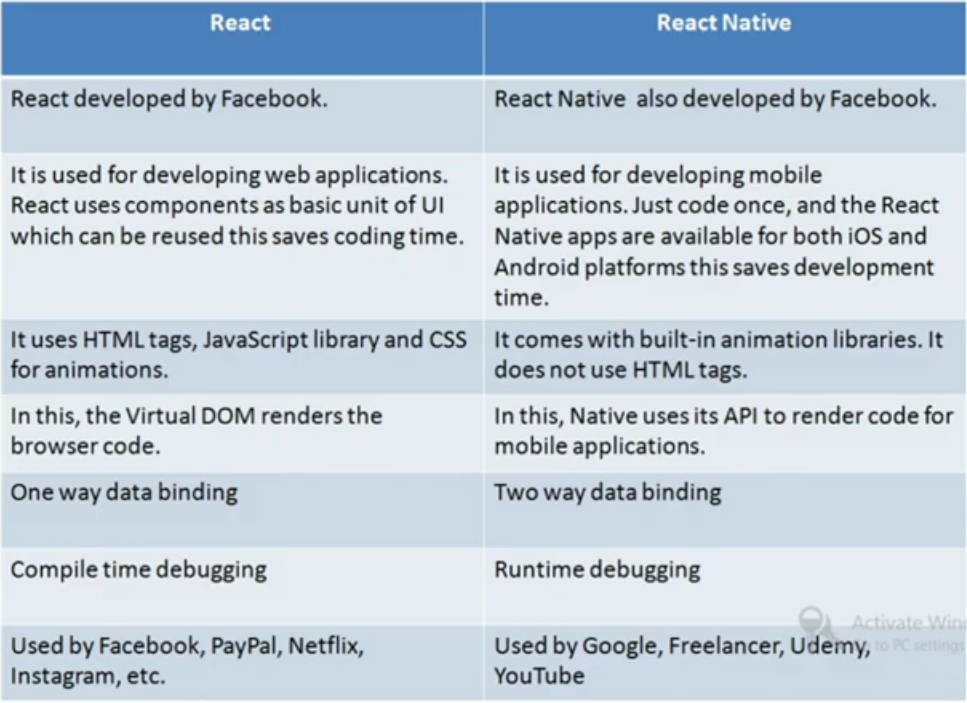 React
React Native
React developed by Facebook.
React Native also developed by Facebook.
It is used for developing web applications.
React uses components as basic unit of UI
which can be reused this saves coding time.
It is used for developing mobile
applications. Just code once, and the React
Native apps are available for both iOS and
Android platforms this saves development
time.
It uses HTML tags, JavaScript library and CSS
for animations.
It comes with built-in animation libraries. It
does not use HTML tags.
In this, the Virtual DOM renders the
browser code.
In this, Native uses its API to render code for
mobile applications.
One way data binding
Two way data binding
Compile time debugging
Runtime debugging
Used by Facebook, PayPal, Netflix,
Instagram, etc.
Used by Google, Freelancer, Udemy,
YouTube
Activate Win
to PC settings